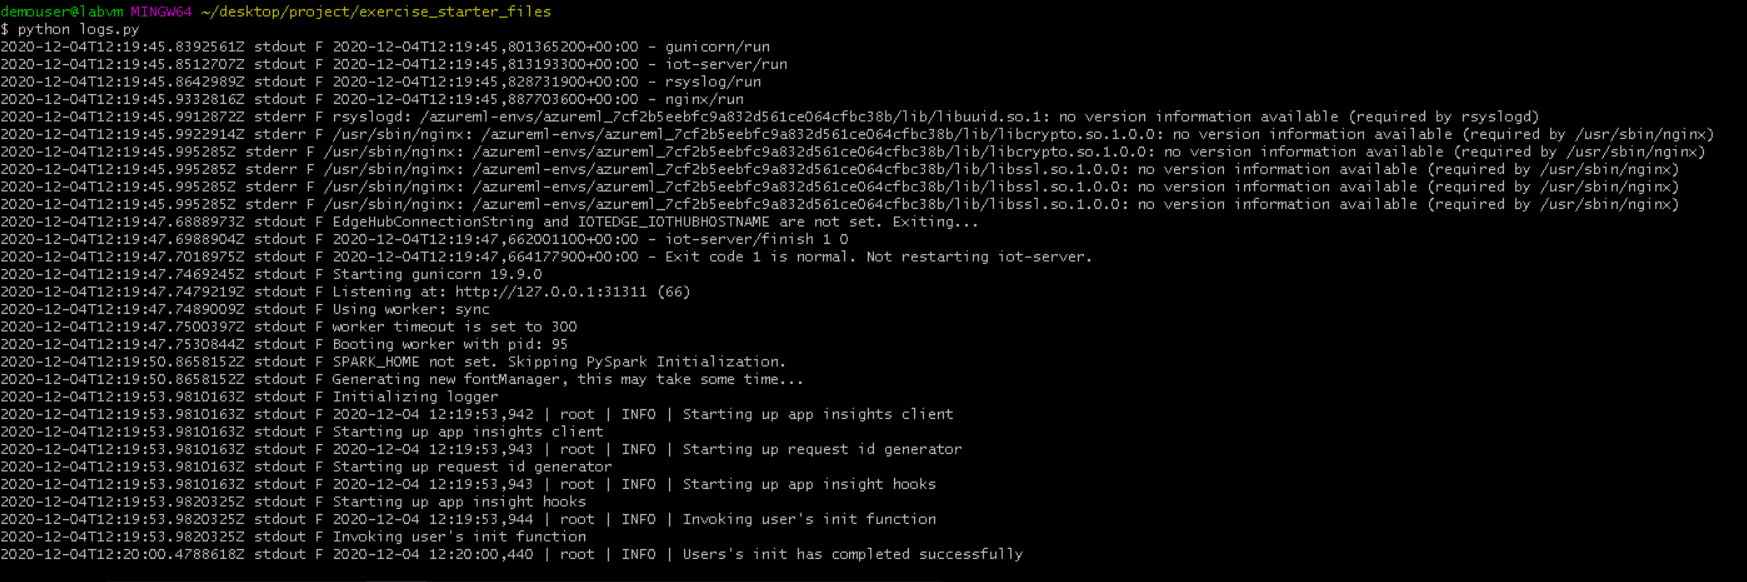 demouser@labvm MINGW64 ~/desktop/project/exercise_starter_files
$ python logs.py
2020-12-04T12:19:45.8392561Z stdout F 2020-12-04T12:19:45,801365200+00:00 - gunicorn/run
2020-12-04T12:19:45.8512707Z stdout F 2020-12-04T12:19:45,813193300+00:00 - iot-server/run
2020-12-04T12:19:45.8642989Z stdout F 2020-12-04T12:19:45,828731900+00:00 - rsyslog/run
2020-12-04T12:19:45.9332816Z stdout F 2020-12-04T12:19:45,887703600+00:00 - nginx/run
2020-12-04T12:19:45.9912872Z stderr F rsyslogd: /azureml-envs/azureml_7cf2b5eebfc9a832d561ce064cfbc38b/lib/libuuid.so.1: no version information available (required by rsyslogd)
2020-12-04T12:19:45.9922914Z stderr F /usr/sbin/nginx: /azureml-envs/azureml_7cf2b5eebfc9a832d561ce064cfbc38b/lib/libcrypto.so.1.0.0: no version information available (required by /usr/sbin/nginx)
2020-12-04T12:19:45.995285Z stderr F /usr/sbin/nginx: /azureml-envs/azureml_7cf2b5eebfc9a832d561ce064cfbc38b/lib/libcrypto.so.1.0.0: no version information available (required by /usr/sbin/nginx)
2020-12-04T12:19:45.995285Z stderr F /usr/sbin/nginx: /azureml-envs/azureml_7cf2b5eebfc9a832d561ce064cfbc38b/lib/libssl.so.1.0.0: no version information available (required by /usr/sbin/nginx)
2020-12-04T12:19:45.995285Z stderr F /usr/sbin/nginx: /azureml-envs/azureml_7cf2b5eebfc9a832d561ce064cfbc38b/lib/libssl.so.1.0.0: no version information available (required by /usr/sbin/nginx)
2020-12-04T12:19:45.995285Z stderr F /usr/sbin/nginx: /azureml-envs/azureml_7cf2b5eebfc9a832d561ce064cfbc38b/lib/libssl.so.1.0.0: no version information available (required by /usr/sbin/nginx)
2020-12-04T12:19:47.6888973Z stdout F EdgeHubConnectionString and IOTEDGE_IOTHUBHOSTNAME are not set. Exiting...
2020-12-04T12:19:47.6988904Z stdout F 2020-12-04T12:19:47,662001100+00:00 - iot-server/finish 1 0
2020-12-04T12:19:47.7018975Z stdout F 2020-12-04T12:19:47,664177900+00:00 - Exit code 1 is normal. Not restarting iot-server.
2020-12-04T12:19:47.7469245Z stdout F Starting gunicorn 19.9.0
2020-12-04T12:19:47.7479219Z stdout F Listening at: http://127.0.0.1:31311 (66)
2020-12-04T12:19:47.7489009Z stdout F Using worker: sync
2020-12-04T12:19:47.7500397Z stdout F worker timeout is set to 300
2020-12-04T12:19:47.7530844Z stdout F Booting worker with pid: 95
2020-12-04T12:19:50.8658152Z stdout F SPARK_HOME not set. Skipping PySpark Initialization.
2020-12-04T12:19:50.8658152Z stdout F Generating new fontManager, this may take some time...
2020-12-04T12:19:53.9810163Z stdout F Initializing logger
2020-12-04T12:19:53.9810163Z stdout F 2020-12-04 12:19:53,942 | root | INFO | Starting up app insights client
2020-12-04T12:19:53.9810163Z stdout F Starting up app insights client
2020-12-04T12:19:53.9810163Z stdout F 2020-12-04 12:19:53,943 | root | INFO | Starting up request id generator
2020-12-04T12:19:53.9810163Z stdout F Starting up request id generator
2020-12-04T12:19:53.9810163Z stdout F 2020-12-04 12:19:53,943 | root | INFO | Starting up app insight hooks
2020-12-04T12:19:53.9820325Z stdout F Starting up app insight hooks
2020-12-04T12:19:53.9820325Z stdout F 2020-12-04 12:19:53,944 | root | INFO | Invoking user's init function
2020-12-04T12:19:53.9820325Z stdout F Invoking user's init function
2020-12-04T12:20:00.4788618Z stdout F 2020-12-04 12:20:00,440 | root | INFO | Users's init has completed successfully